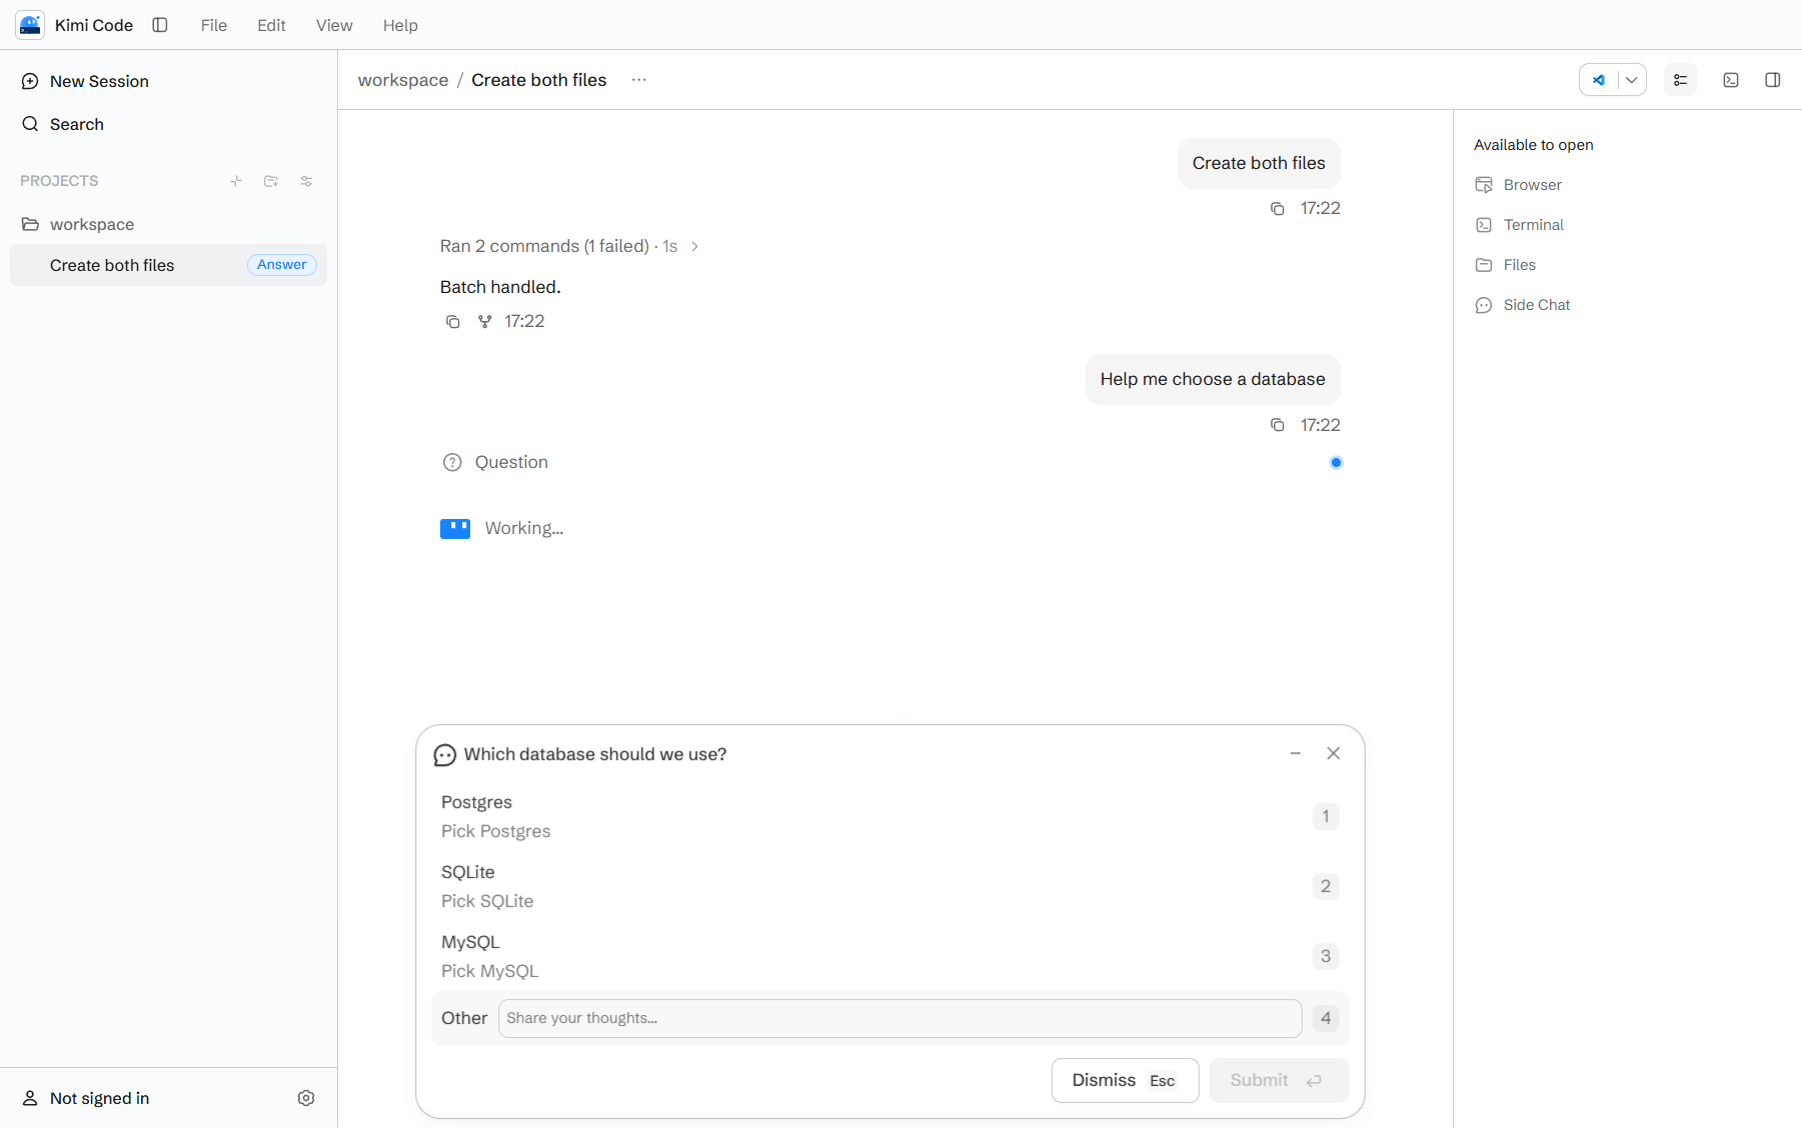 Kimi Code
File
Edit
View
Help
New Session
Search
PROJECTS
workspace
Create both files
Answer
Not signed in
workspace / Create both files
Create both files
17:22
Ran 2 commands (1 failed) · 1s
Batch handled.
17:22
Help me choose a database
17:22
Question
Working...
Which database should we use?
Postgres
Pick Postgres
1
SQLite
Pick SQLite
2
MySQL
Pick MySQL
3
Other
Share your thoughts...
4
Dismiss Esc
Submit
Available to open
Browser
Terminal
Files
Side Chat